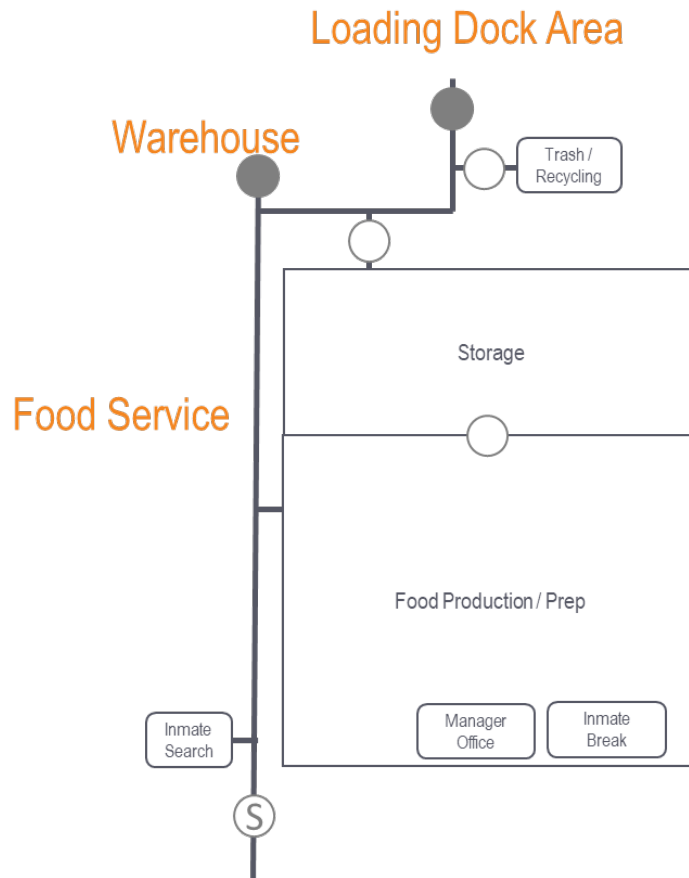 Loading Dock Area
Warehouse
Trash /
Recycling
Storage
Food Service
Food Production / Prep
Inmate
Search
Manager
Office
Inmate
Break
S